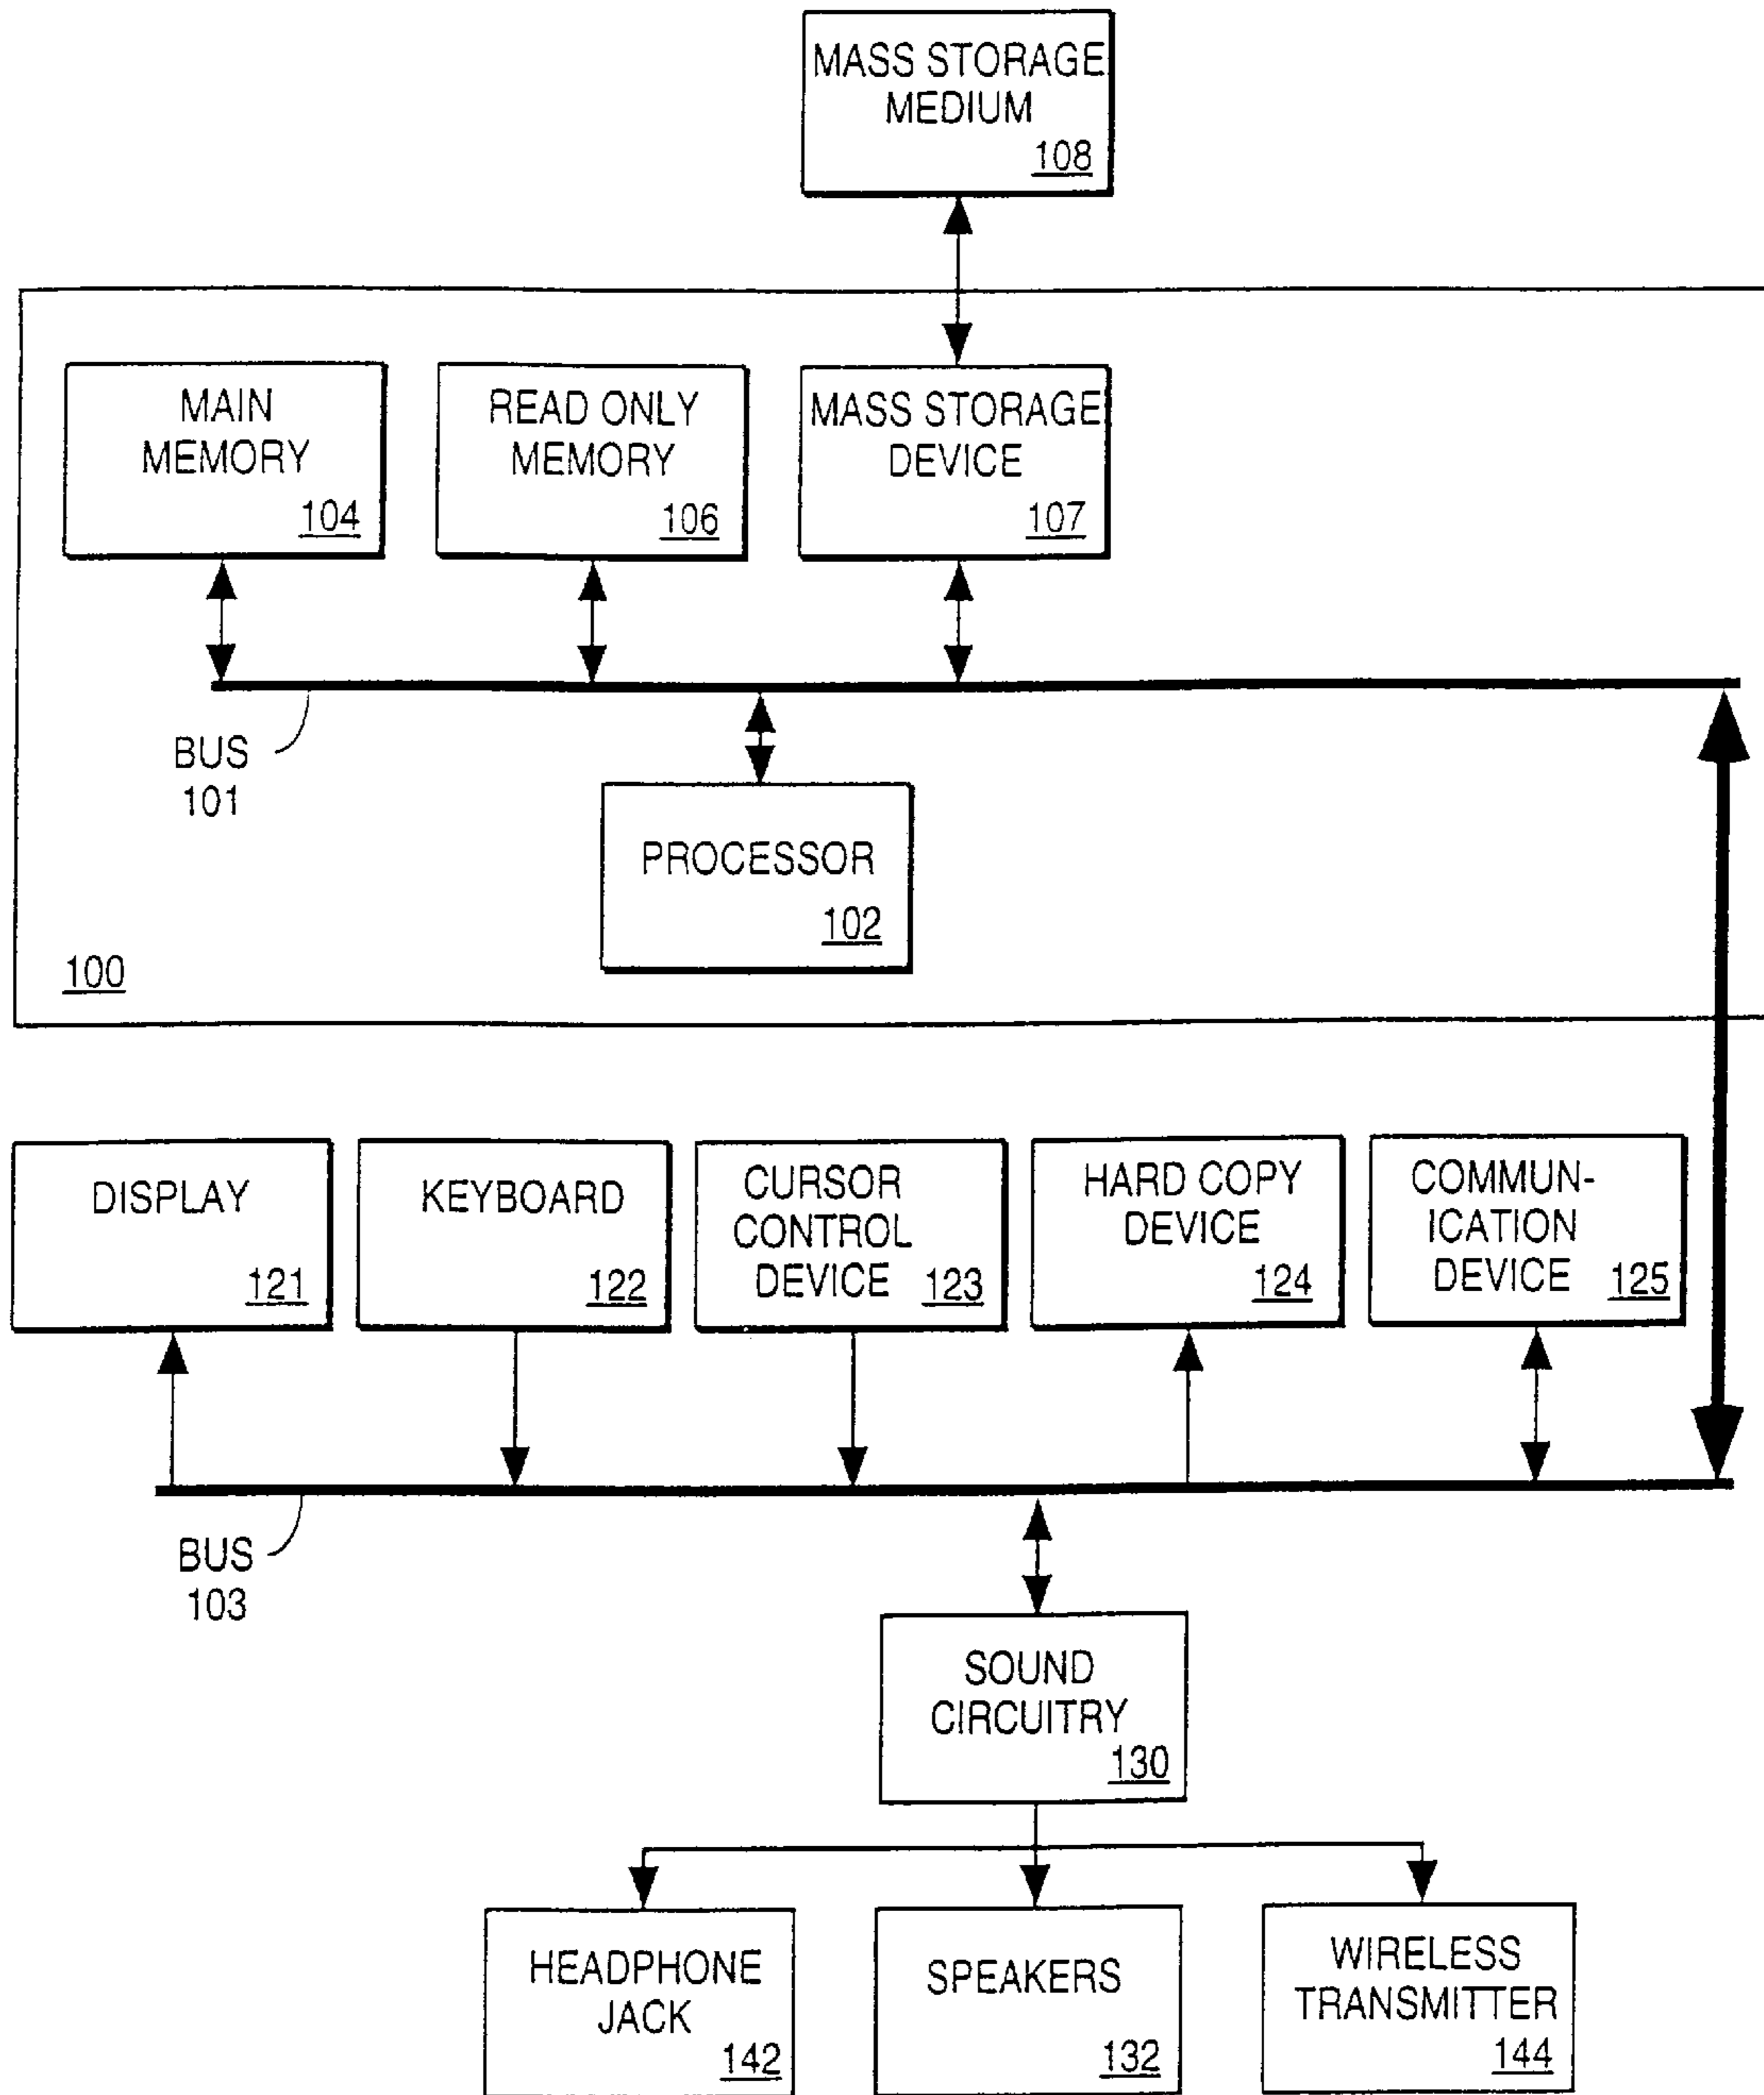 MASS STORAGE
MEDIUM
108
MAIN
MEMORY
104
READ ONLY
MEMORY
106
MASS STORAGE
DEVICE
107
BUS
101
PROCESSOR
102
100
DISPLAY
121
KEYBOARD
122
CURSOR
CONTROL
DEVICE
123
HARD COPY
DEVICE
124
COMMUN-
ICATION
DEVICE
125
BUS
103
SOUND
CIRCUITRY
130
HEADPHONE
JACK
142
SPEAKERS
132
WIRELESS
TRANSMITTER
144